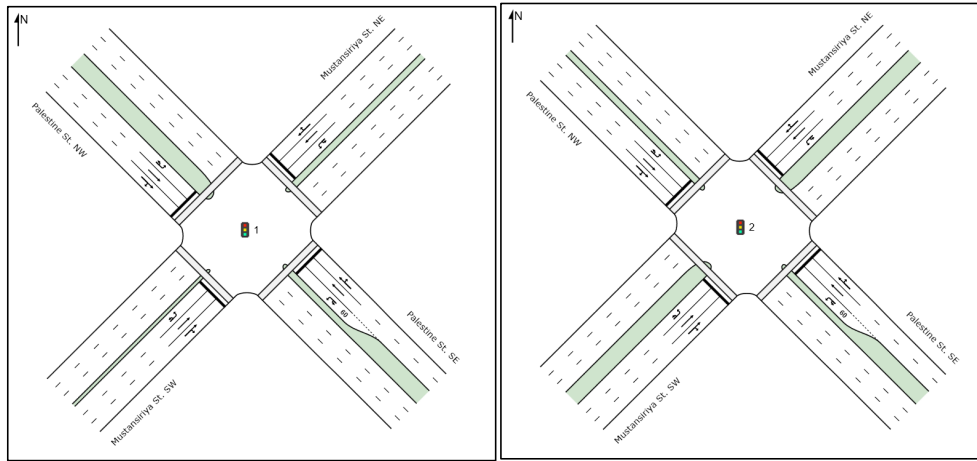 N
Mustansiriya St. NE
Palestine St. NW
1
60
Palestine St. SE
Mustansiriya St. SW
N
Mustansiriya St. NE
Palestine St. NW
2
60
Palestine St. SE
Mustansiriya St. SW